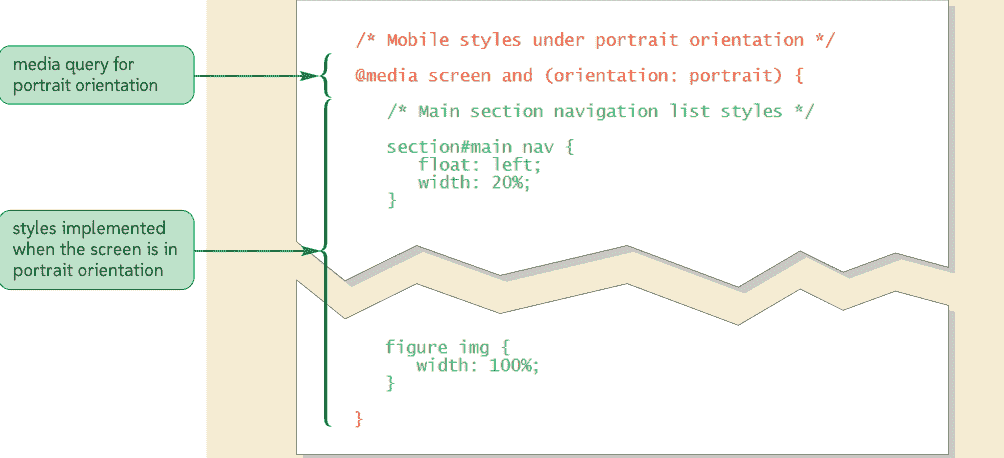 /* Mobile styles under portrait orientation */
media query for
portrait orientation
@media screen and (orientation: portrait) {
/* Main section navigation list styles */
section#main nav {
float: left;
width: 20%;
}
styles implemented
when the screen is in
portrait orientation
figure img {
width: 100%;
}
}